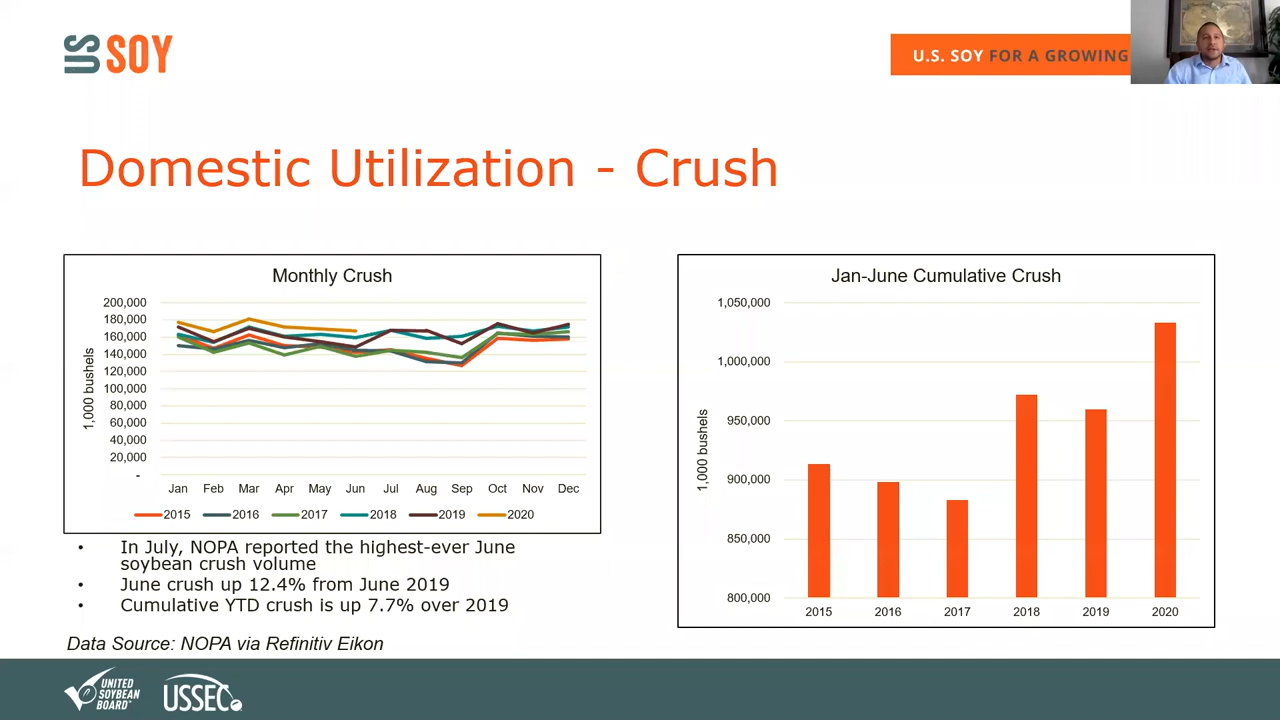 US SOY
U.S. SOY FOR A GROWING
Domestic Utilization - Crush
Monthly Crush
1,000 bushels
200,000
180,000
160,000
140,000
120,000
100,000
80,000
60,000
40,000
20,000
-
Jan Feb Mar Apr May Jun Jul Aug Sep Oct Nov Dec
2015 2016 2017 2018 2019 2020
• In July, NOPA reported the highest-ever June
soybean crush volume
• June crush up 12.4% from June 2019
• Cumulative YTD crush is up 7.7% over 2019
Data Source: NOPA via Refinitiv Eikon
Jan-June Cumulative Crush
1,000 bushels
1,050,000
1,000,000
950,000
900,000
850,000
800,000
2015 2016 2017 2018 2019 2020
UNITED
SOYBEAN
BOARD™
USSEC